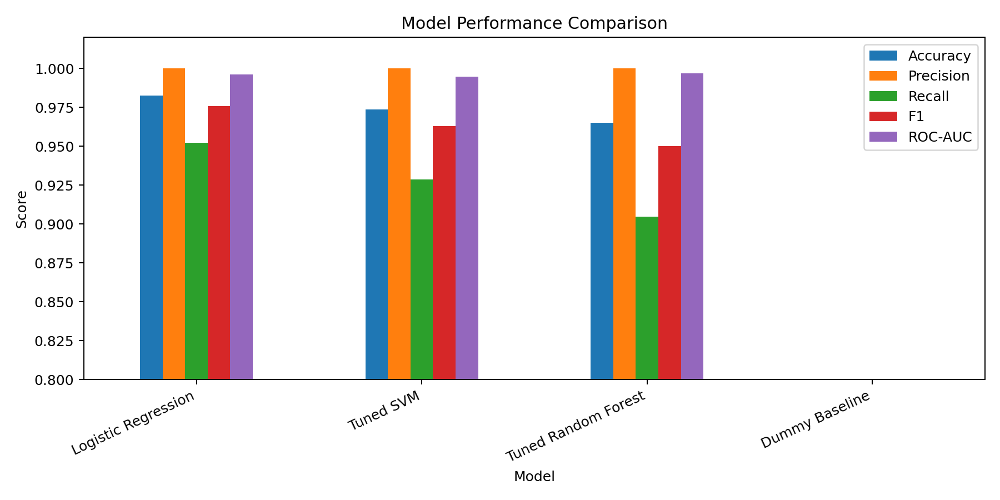 Model Performance Comparison
Accuracy
Precision
Recall
F1
ROC-AUC
Score
1.000
0.975
0.950
0.925
0.900
0.875
0.850
0.825
0.800
Logistic Regression
Tuned SVM
Tuned Random Forest
Dummy Baseline
Model